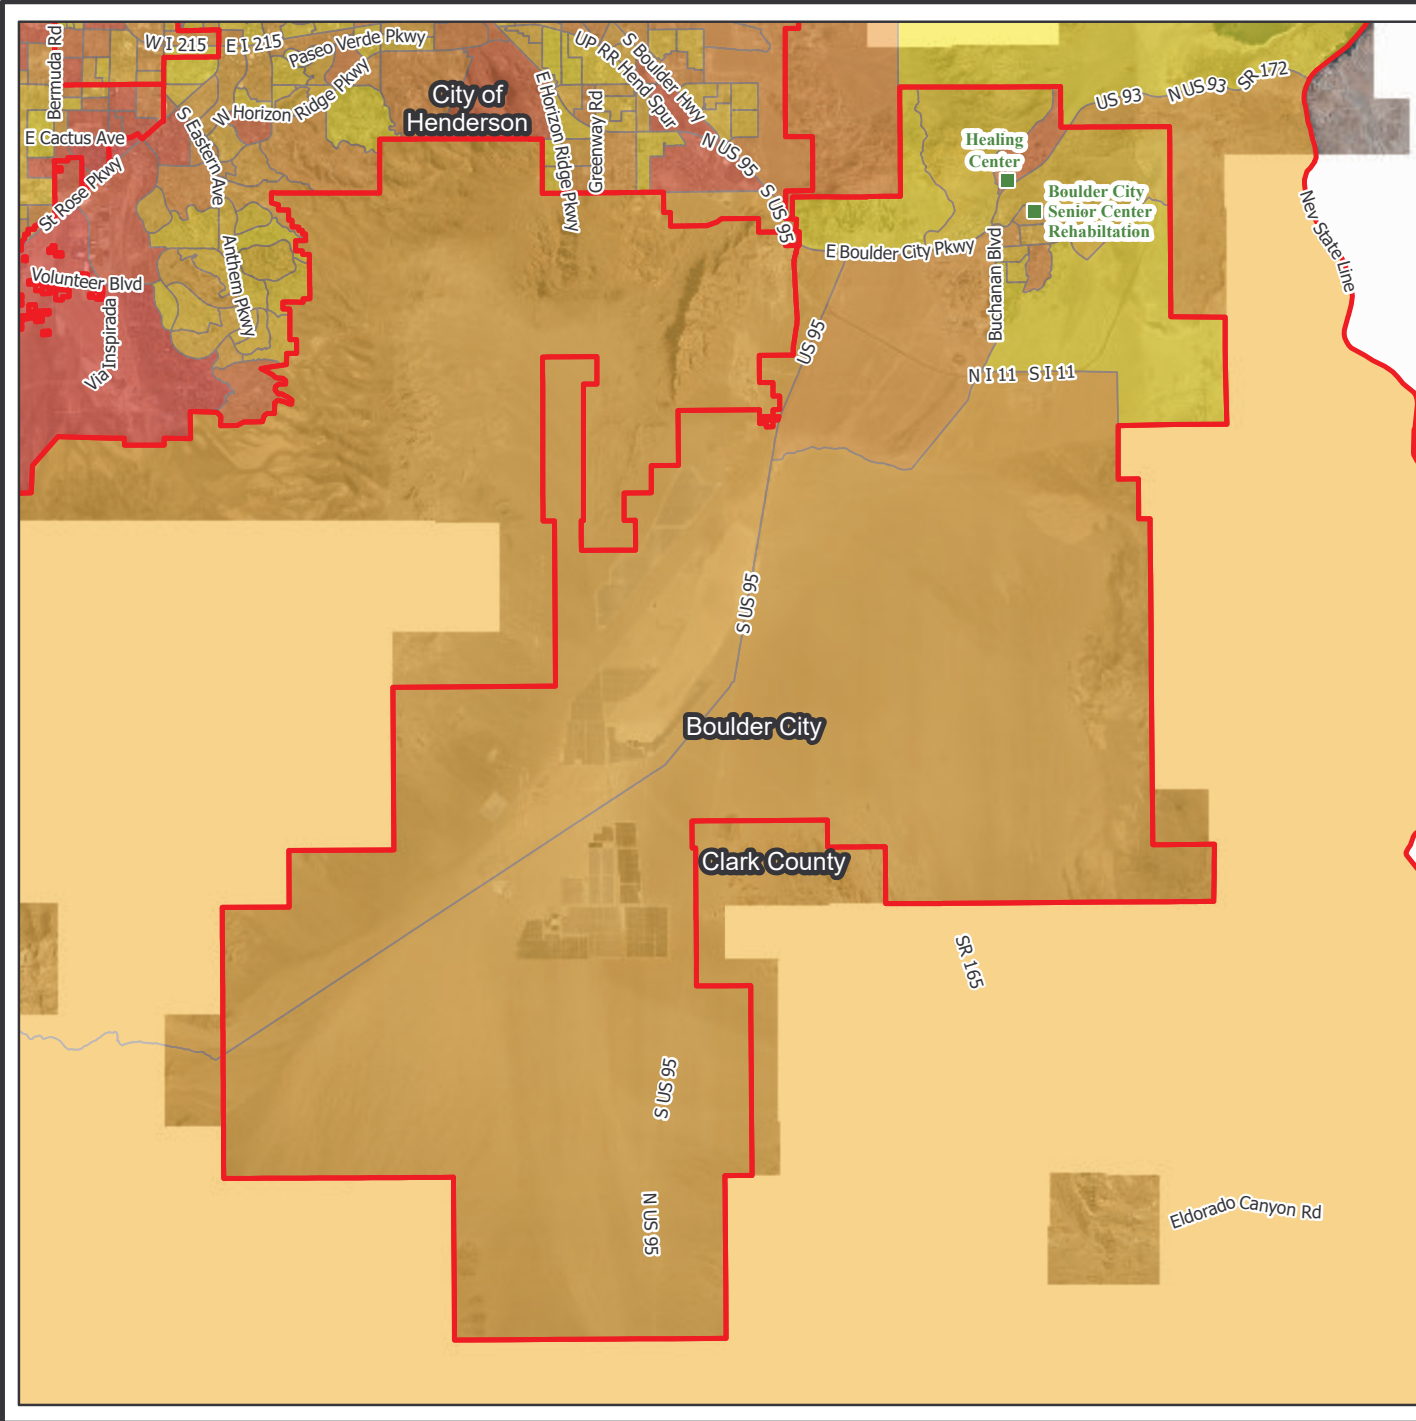 Bermuda Rd
W I 215
E I 215
Paseo Verde Pkwy
UP RR Hend Spur
S Boulder Hwy
W Horizon Ridge Pkwy
City of
Henderson
E Horizon Ridge Pkwy
Greenway Rd
N US 95
US 93
N US 93
SR 172
E Cactus Ave
S Eastern Ave
St Rose Pkwy
Healing
Center
Boulder City
Senior Center
Rehabiltation
S US 95
Nev State Line
E Boulder City Pkwy
Buchanan Blvd
Anthem Pkwy
Volunteer Blvd
Via Inspirada
US 95
N I 11
S I 11
S US 95
Boulder City
Clark County
SR 165
S US 95
N US 95
Eldorado Canyon Rd